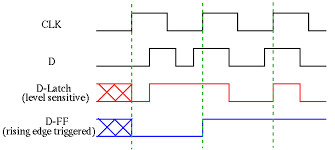 CLK
D
D-Latch
(level sensitive)
D-FF
(rising edge triggered)